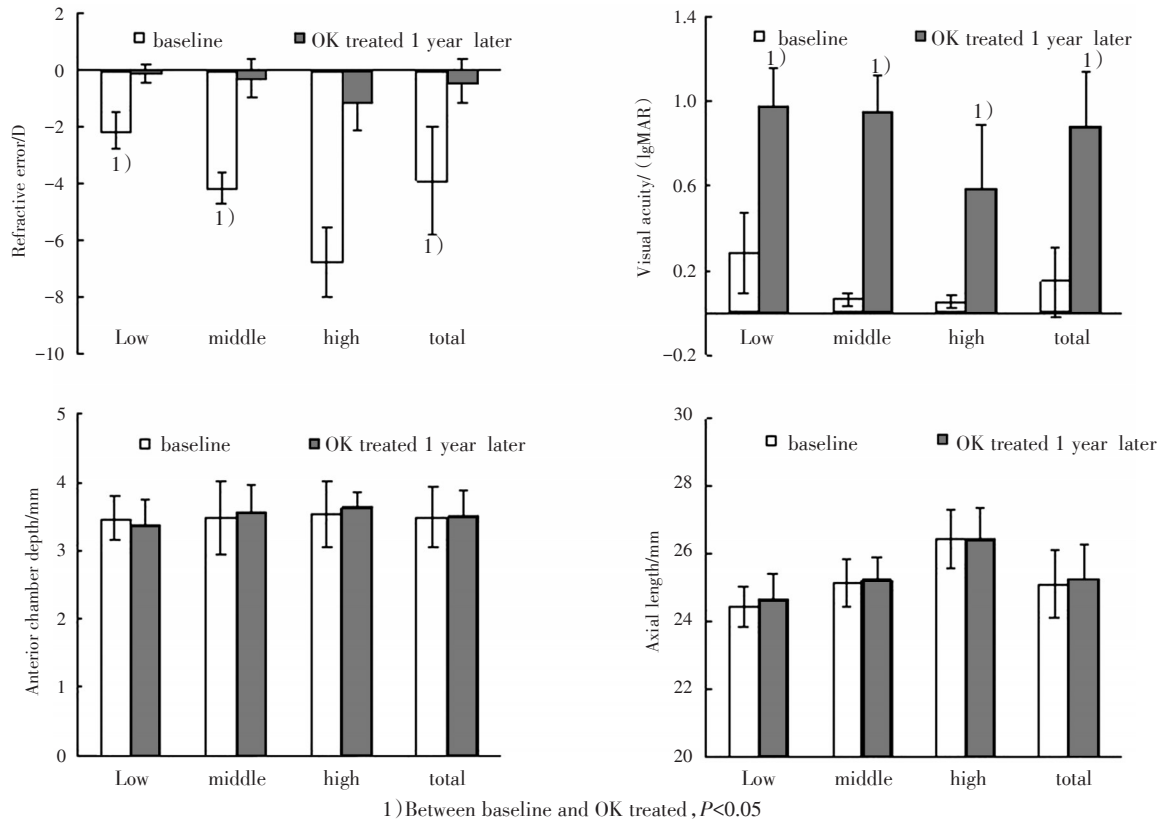 2
0
−2
−4
−6
−8
−10
Refractive error/D
baseline
OK treated 1 year later
1)
1)
1)
Low
middle
high
total
1.4
1.0
0.6
0.2
−0.2
Visual acuity/ (lgMAR)
baseline
OK treated 1 year later
1)
1)
1)
1)
Low
middle
high
total
5
4
3
2
1
0
Anterior chamber depth/mm
baseline
OK treated 1 year later
Low
middle
high
total
30
28
26
24
22
20
Axial length/mm
baseline
OK treated 1 year later
Low
middle
high
total
1)Between baseline and OK treated,P<0.05